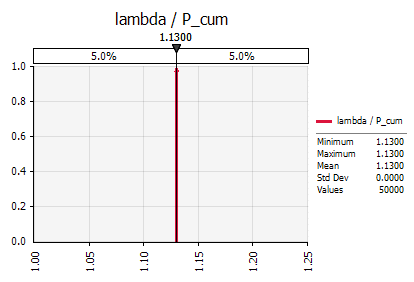 lambda / P_cum
1.1300
5.0% 5.0%
1.0
0.8
0.6
0.4
0.2
0.0
1.00 1.05 1.10 1.15 1.20 1.25
lambda / P_cum
Minimum 1.1300
Maximum 1.1300
Mean 1.1300
Std Dev 0.0000
Values 50000